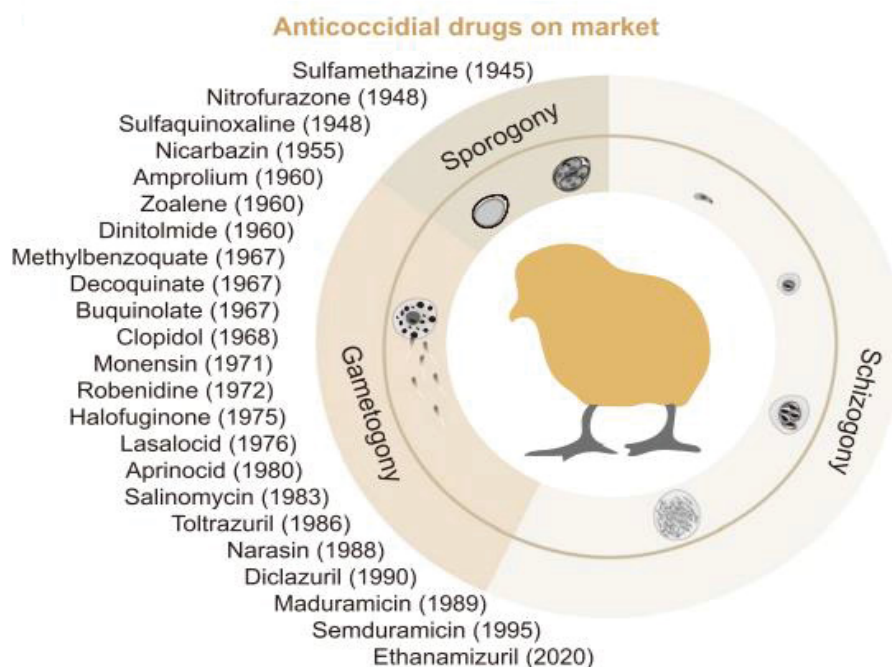 Anticoccidial drugs on market
Sulfamethazine (1945)
Nitrofurazone (1948)
Sulfaquinoxaline (1948)
Nicarbazin (1955)
Amprolium (1960)
Zoalene (1960)
Dinitolmide (1960)
Methylbenzoquate (1967)
Decoquinate (1967)
Buquinolate (1967)
Clopidol (1968)
Monensin (1971)
Robenidine (1972)
Halofuginone (1975)
Lasalocid (1976)
Aprinocid (1980)
Salinomycin (1983)
Toltrazuril (1986)
Narasin (1988)
Diclazuril (1990)
Maduramicin (1989)
Semduramicin (1995)
Ethanamizuril (2020)
Sporogony
Gametogony
Schizogony